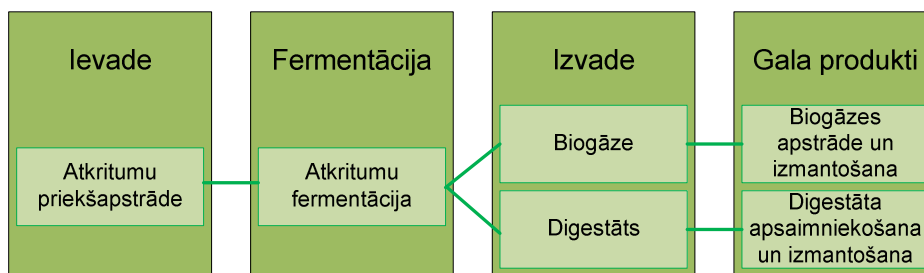 Ievade
Atkritumu
priekšapstrāde
Fermentācija
Atkritumu
fermentācija
Izvade
Biogāze
Digestāts
Gala produkti
Biogāzes
apstrāde un
izmantošana
Digestāta
apsaimniekošana
un izmantošana